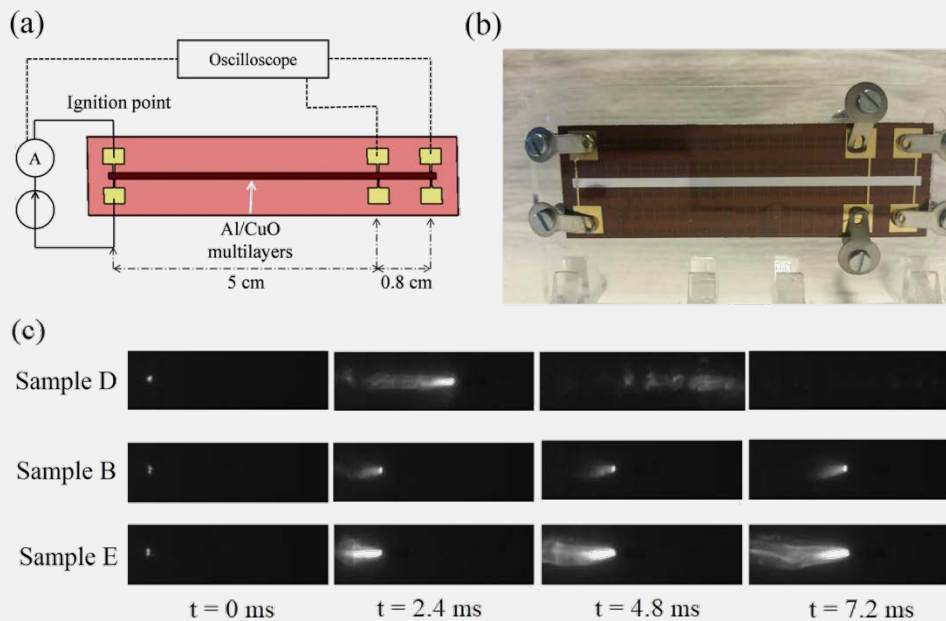 (a)
Oscilloscope
Ignition point
A
Al/CuO
multilayers
5 cm
0.8 cm
(b)
(c)
Sample D
Sample B
Sample E
t = 0 ms
t = 2.4 ms
t = 4.8 ms
t = 7.2 ms